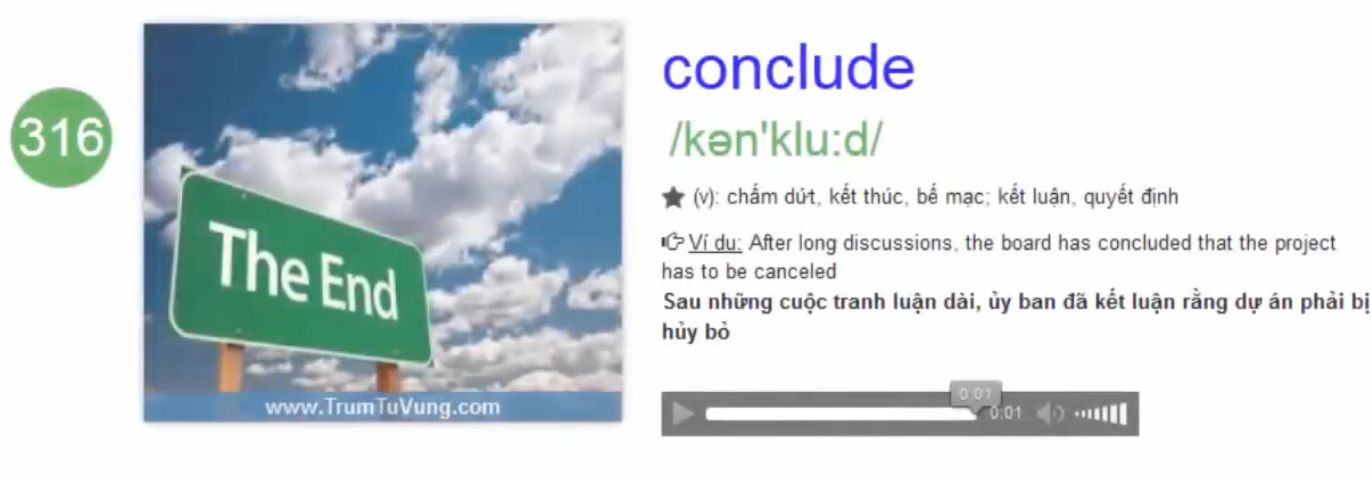 316
The End
www.TrumTuVung.com
conclude
/kən'klu:d/
(v): chấm dứt, kết thúc, bế mạc; kết luận, quyết định
Ví du: After long discussions, the board has concluded that the project
has to be canceled
Sau những cuộc tranh luận dài, ủy ban đã kết luận rằng dự án phải bị
hủy bỏ
0:01
0:01